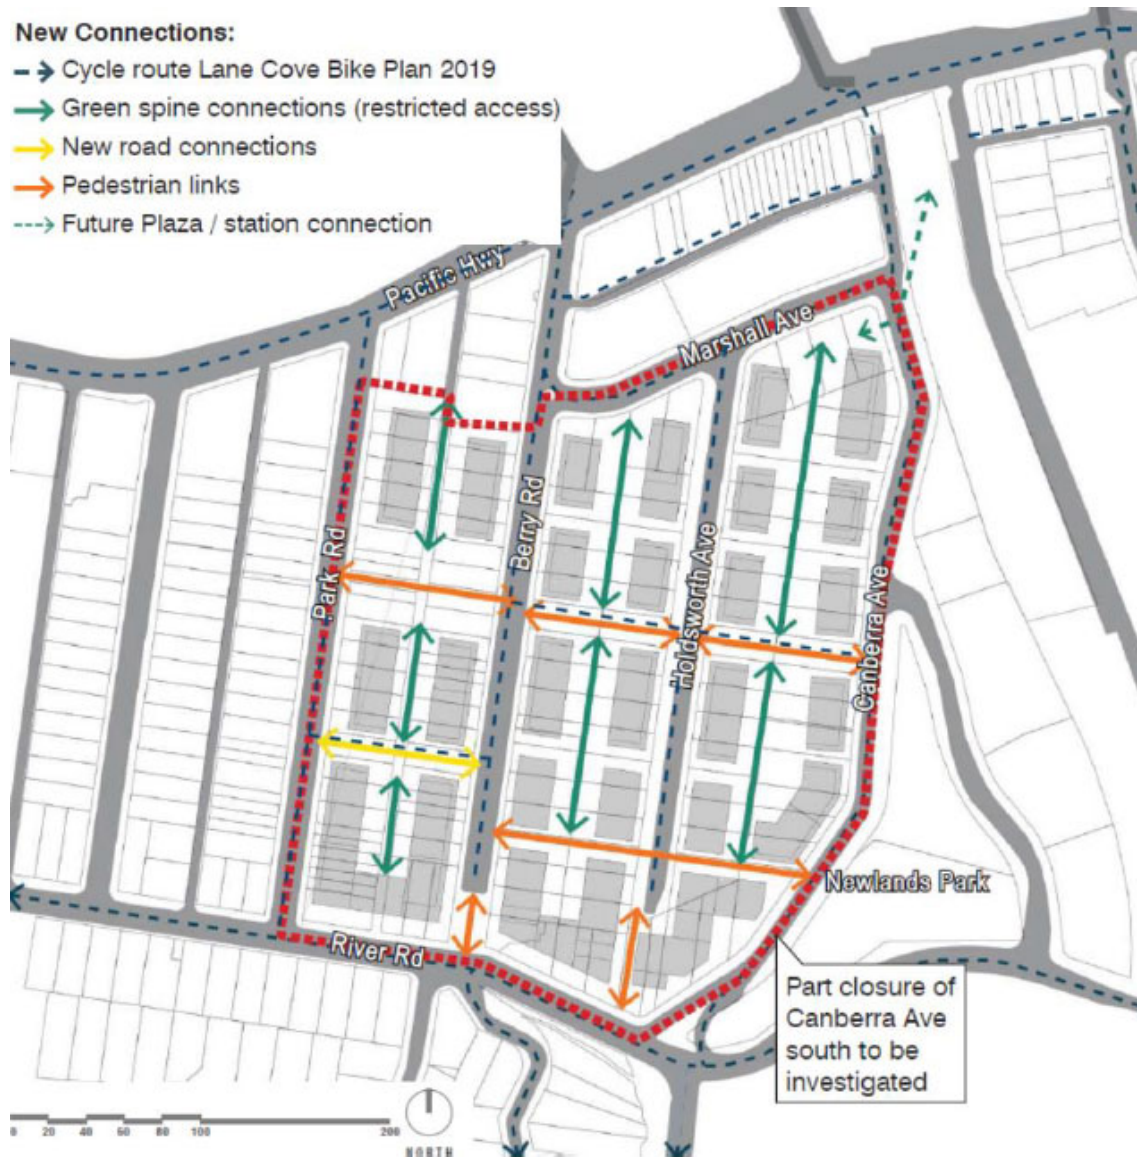 New Connections:
Cycle route Lane Cove Bike Plan 2019
Green spine connections (restricted access)
New road connections
Pedestrian links
Future Plaza / station connection
Pacific Hwy
Marshall Ave
Park Rd
Berry Rd
Holdsworth Ave
Canberra Ave
Newlands Park
River Rd
Part closure of
Canberra Ave
south to be
investigated
0 20 40 60 80 100 200
NORTH